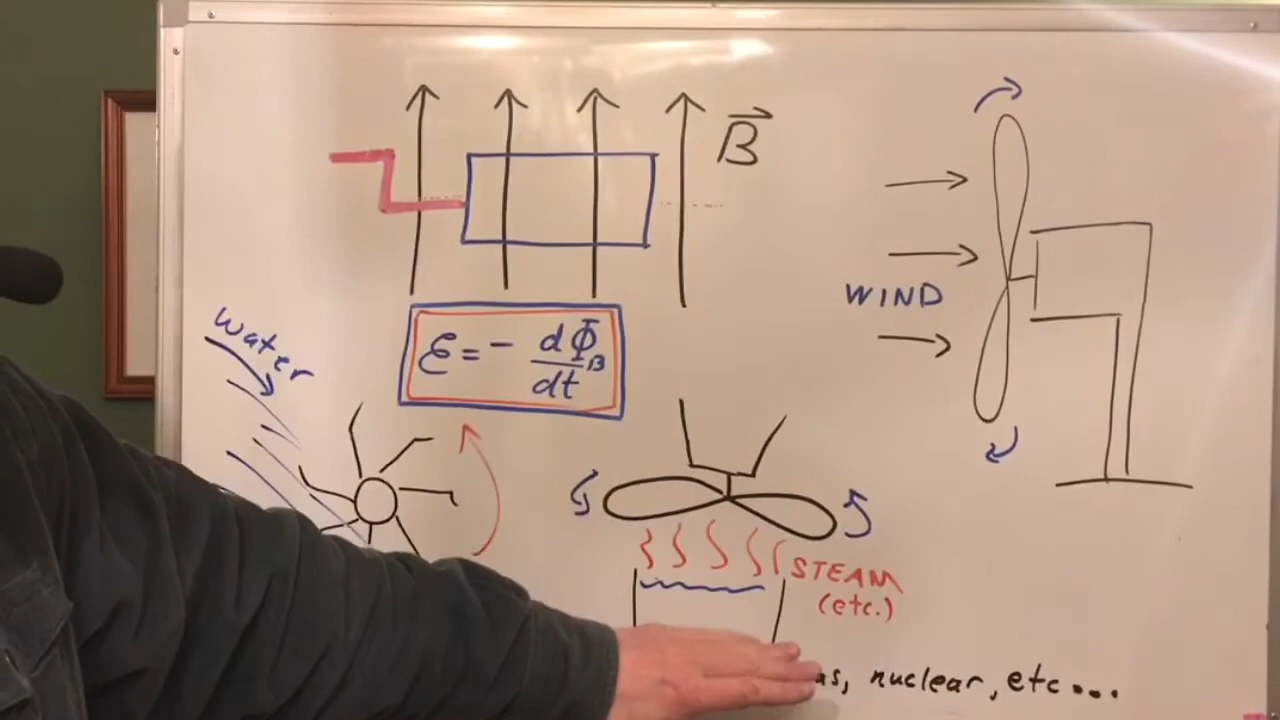 B⃗
ℰ = - dΦ_B/dt
Water
WIND
STEAM
(etc.)
nuclear, etc...